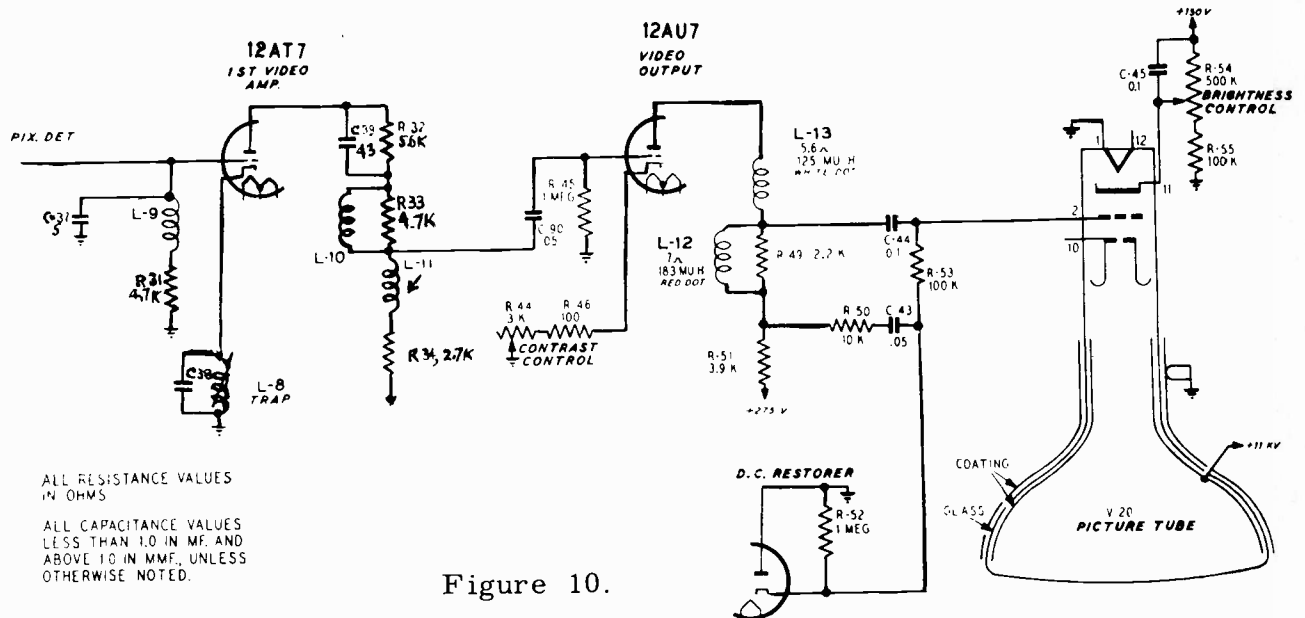 12AT7
1ST VIDEO
AMP.
PIX. DET
C39
43
R 32
5.6K
5
L-9
R31
4.7K
L-10
R33
4.7K
L-11
R34, 2.7K
C38
L-8
TRAP
12AU7
VIDEO
OUTPUT
R 45
1 MEG
C 90
.05
R 44
3 K
R 46
100
CONTRAST
CONTROL
L-13
5.6
125 MU H
WHITE DOT
L-12
183 MU H
RED DOT
R 49 2.2 K
C-44
0.1
R-53
100 K
R 50
10 K
C 43
.05
R-51
3.9 K
+275 V
D.C. RESTORER
R-52
1 MEG
+130V
C-45
0.1
R-54
500 K
BRIGHTNESS
CONTROL
R-55
100 K
1
12
11
2
10
+11 KV
COATING
GLASS
V 20
PICTURE TUBE
ALL RESISTANCE VALUES
IN OHMS
ALL CAPACITANCE VALUES
LESS THAN 1.0 IN MF. AND
ABOVE 1.0 IN MMF., UNLESS
OTHERWISE NOTED.
Figure 10.